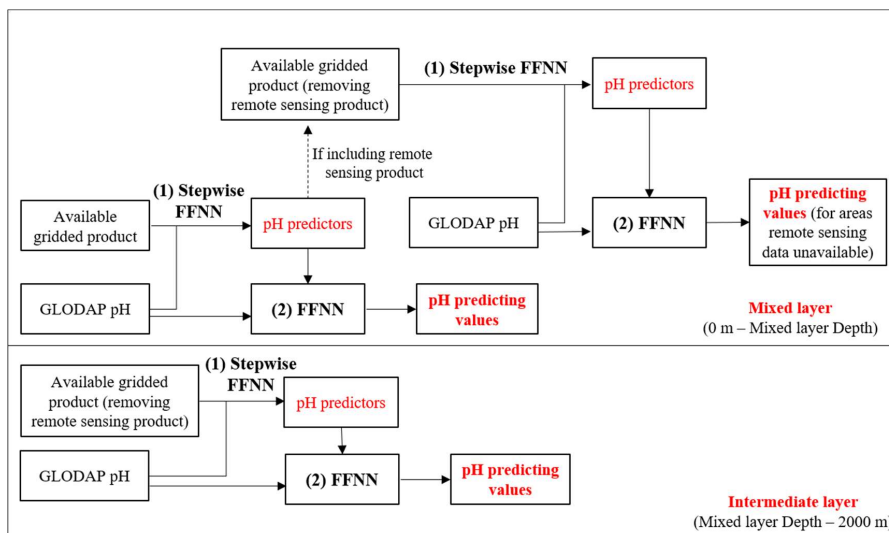 Available gridded
product (removing
remote sensing product)
(1) Stepwise FFNN
pH predictors
If including remote
sensing product
(1) Stepwise
FFNN
Available
gridded product
pH predictors
GLODAP pH
(2) FFNN
pH predicting
values (for areas
remote sensing
data unavailable)
GLODAP pH
(2) FFNN
pH predicting
values
Mixed layer
(0 m – Mixed layer Depth)
(1) Stepwise
FFNN
Available gridded
product (removing
remote sensing product)
pH predictors
GLODAP pH
(2) FFNN
pH predicting
values
Intermediate layer
(Mixed layer Depth – 2000 m)